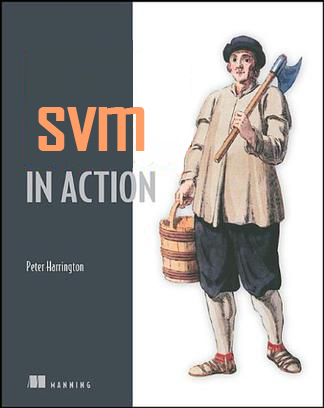 svm
IN ACTION
Peter Harrington
MANNING